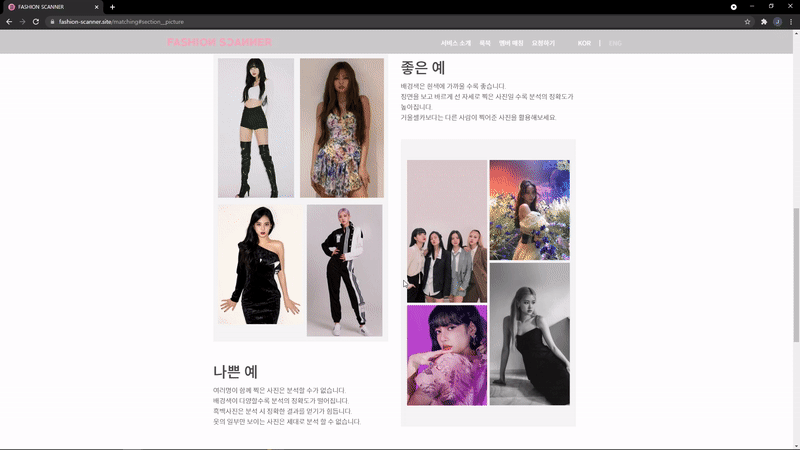 FASHION SCANNER
fashion-scanner.site/matching#section__picture
FASHION SCANNER
서비스 소개 목적 멤버 매칭 요청하기 KOR | ENG
좋은 예
배경색은 흰색에 가까울 수록 좋습니다.
정면을 보고 바르게 선 자세로 찍은 사진일 수록 분석의 정확도가
높아집니다.
거울셀카보다는 다른 사람이 찍어준 사진을 활용해보세요.
나쁜 예
여러명이 함께 찍은 사진은 분석할 수가 없습니다.
배경색이 다양할수록 분석의 정확도가 떨어집니다.
흑백사진은 분석 시 정확한 결과를 얻기가 힘듭니다.
옷의 일부만 보이는 사진은 제대로 분석 할 수 없습니다.